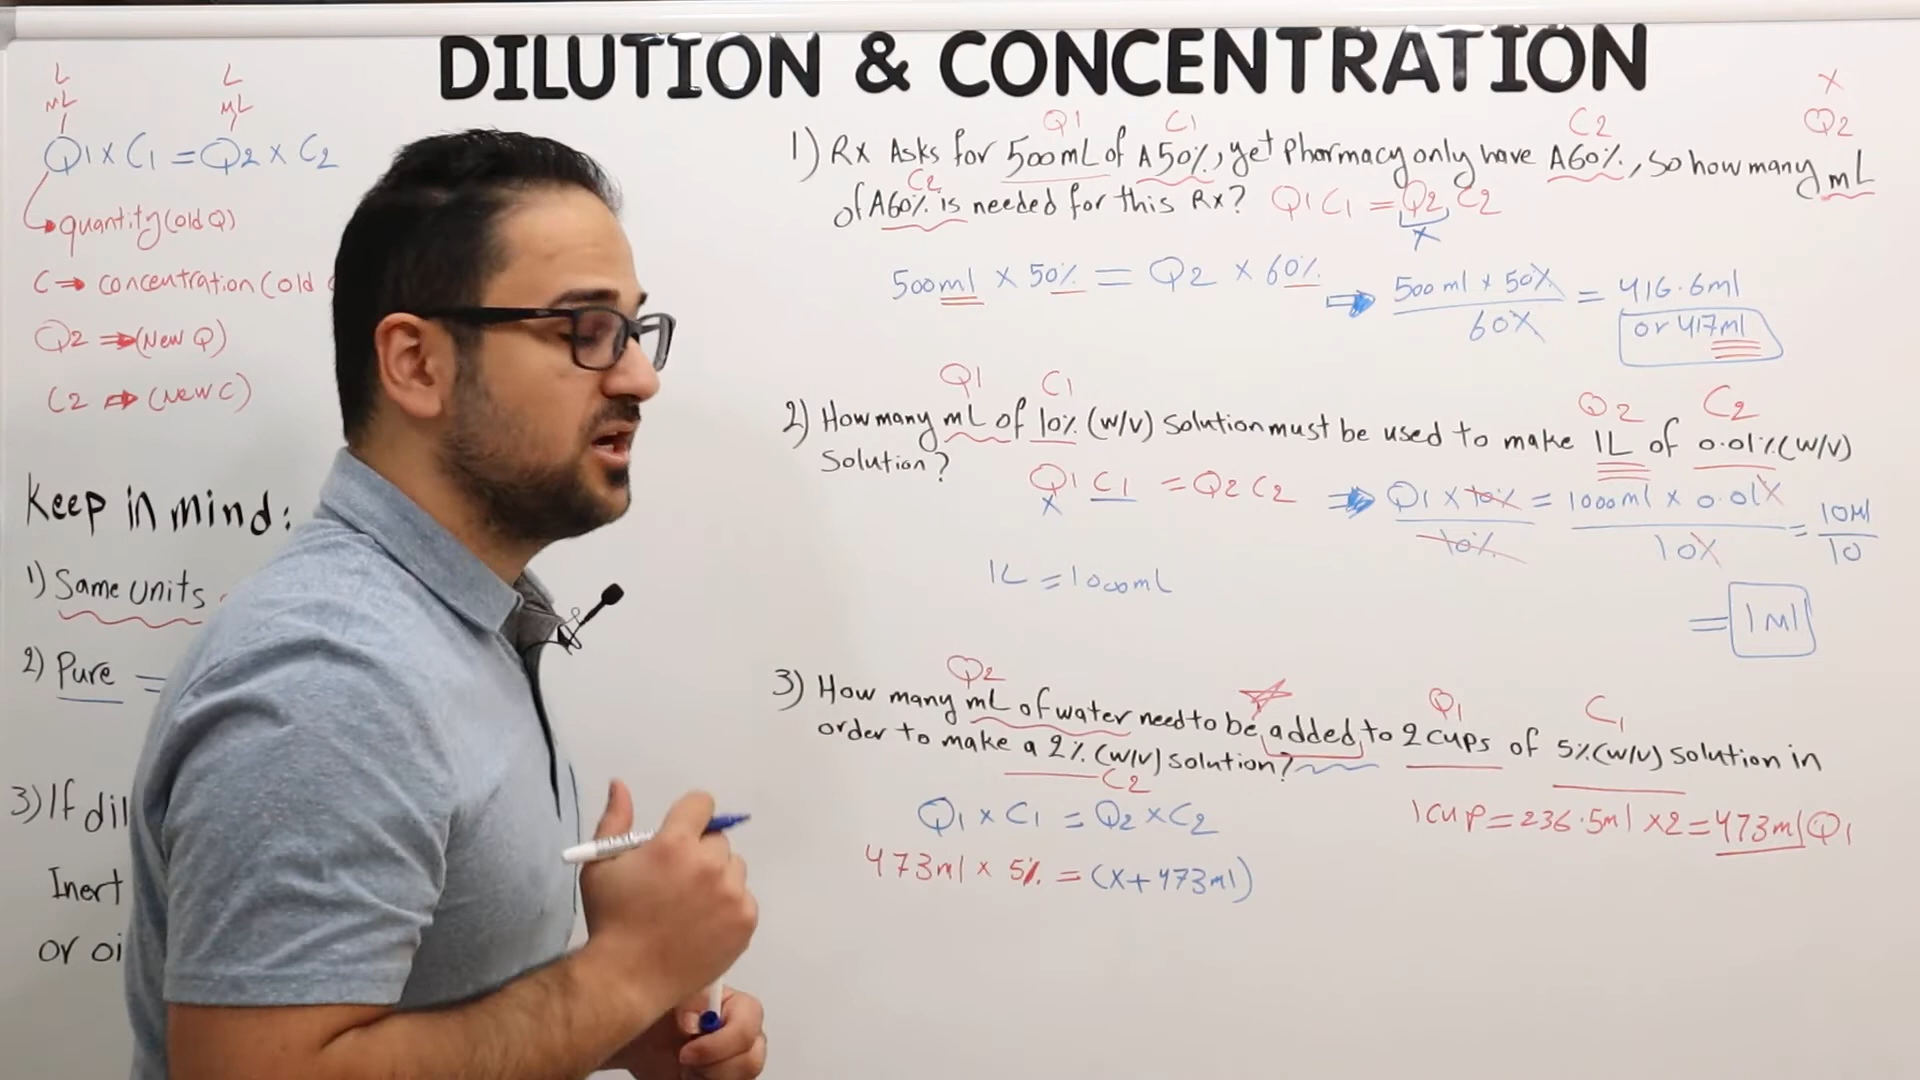 DILUTION & CONCENTRATION
L
ML
L
ML
Q1 X C1 = Q2 X C2
quantity (old Q)
C → concentration (old
Q2 → (New Q)
C2 → (New C)
Keep in mind:
1) Same units
2) Pure =
3) If dil
Inert
or oi
X
Q1 C1 C2 Q2
1) Rx Asks for 500mL of A 50%, yet Pharmacy only have A60%, so how many mL
C2
of A60% is needed for this Rx? Q1 C1 = Q2 C2
X
500ml x 50% = Q2 x 60% ⇒ 500ml x 50% = 416.6ml
60% or 417ml
Q1 C1 Q2 C2
2) How many mL of 10% (w/v) solution must be used to make 1L of 0.01% (w/v)
solution?
Q1 C1 = Q2 C2 ⇒ Q1 x 10% = 1000ml x 0.01% = 10ml
X 10% 10% 10
1L = 1000mL
= 1ml
Q2 Q1 C1
3) How many mL of water need to be added to 2 cups of 5% (w/v) solution in
order to make a 2% (w/v) solution?
C2
Q1 x C1 = Q2 x C2
1 cup = 236.5ml x 2 = 473ml Q1
473ml x 5% = (x + 473ml)